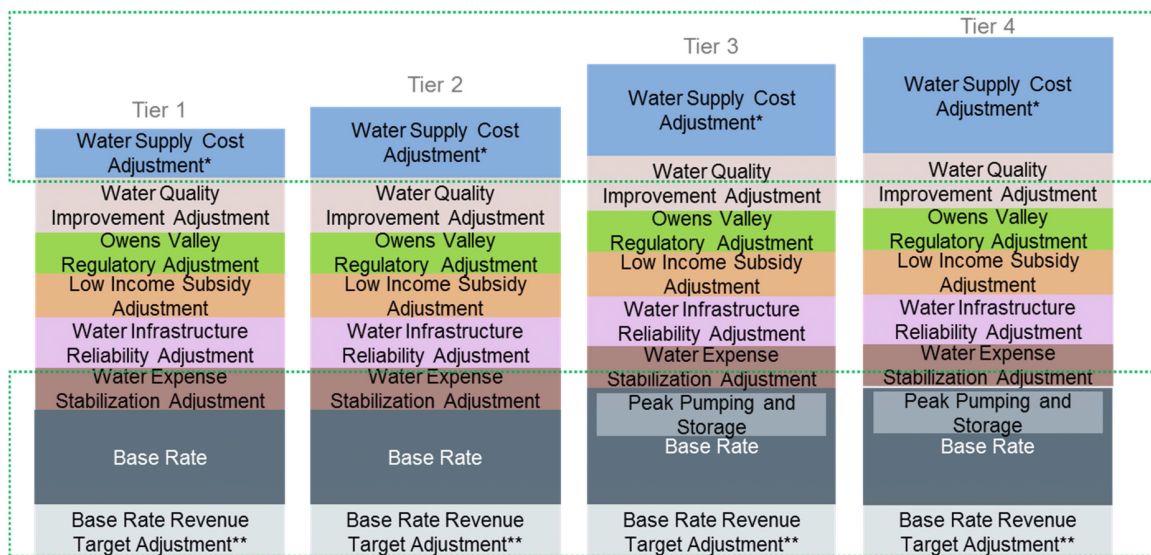 Tier 1
Water Supply Cost
Adjustment*
Water Quality
Improvement Adjustment
Owens Valley
Regulatory Adjustment
Low Income Subsidy
Adjustment
Water Infrastructure
Reliability Adjustment
Water Expense
Stabilization Adjustment
Base Rate
Base Rate Revenue
Target Adjustment**
Tier 2
Water Supply Cost
Adjustment*
Water Quality
Improvement Adjustment
Owens Valley
Regulatory Adjustment
Low Income Subsidy
Adjustment
Water Infrastructure
Reliability Adjustment
Water Expense
Stabilization Adjustment
Base Rate
Base Rate Revenue
Target Adjustment**
Tier 3
Water Supply Cost
Adjustment*
Water Quality
Improvement Adjustment
Owens Valley
Regulatory Adjustment
Low Income Subsidy
Adjustment
Water Infrastructure
Reliability Adjustment
Water Expense
Stabilization Adjustment
Peak Pumping and
Storage
Base Rate
Base Rate Revenue
Target Adjustment**
Tier 4
Water Supply Cost
Adjustment*
Water Quality
Improvement Adjustment
Owens Valley
Regulatory Adjustment
Low Income Subsidy
Adjustment
Water Infrastructure
Reliability Adjustment
Water Expense
Stabilization Adjustment
Peak Pumping and
Storage
Base Rate
Base Rate Revenue
Target Adjustment**